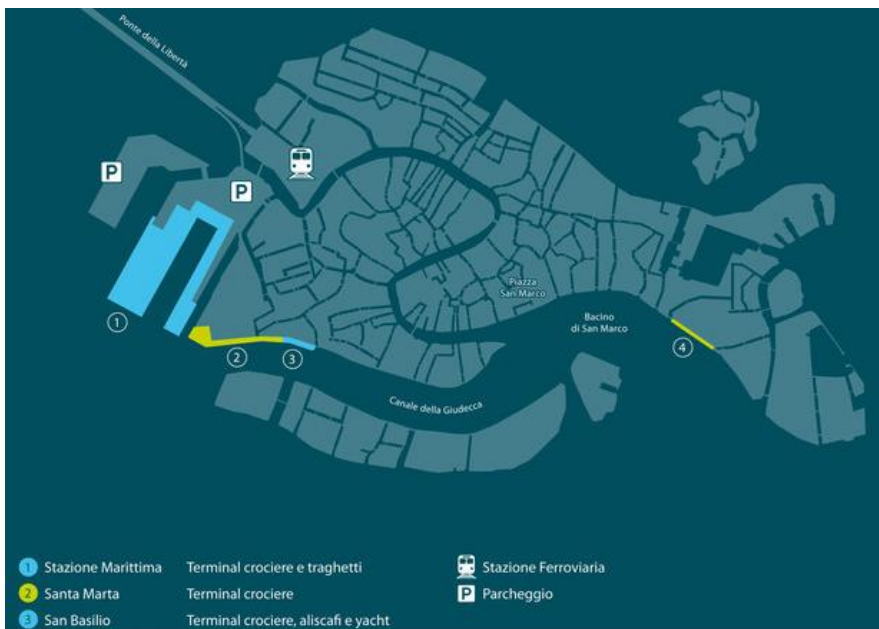 Ponte della Libertà
P
P
Piazza
San Marco
Bacino
di San Marco
1
2
3
4
Canale della Giudecca
1 Stazione Marittima Terminal crociere e traghetti
2 Santa Marta Terminal crociere
3 San Basilio Terminal crociere, aliscafi e yacht
Stazione Ferroviaria
P Parcheggio